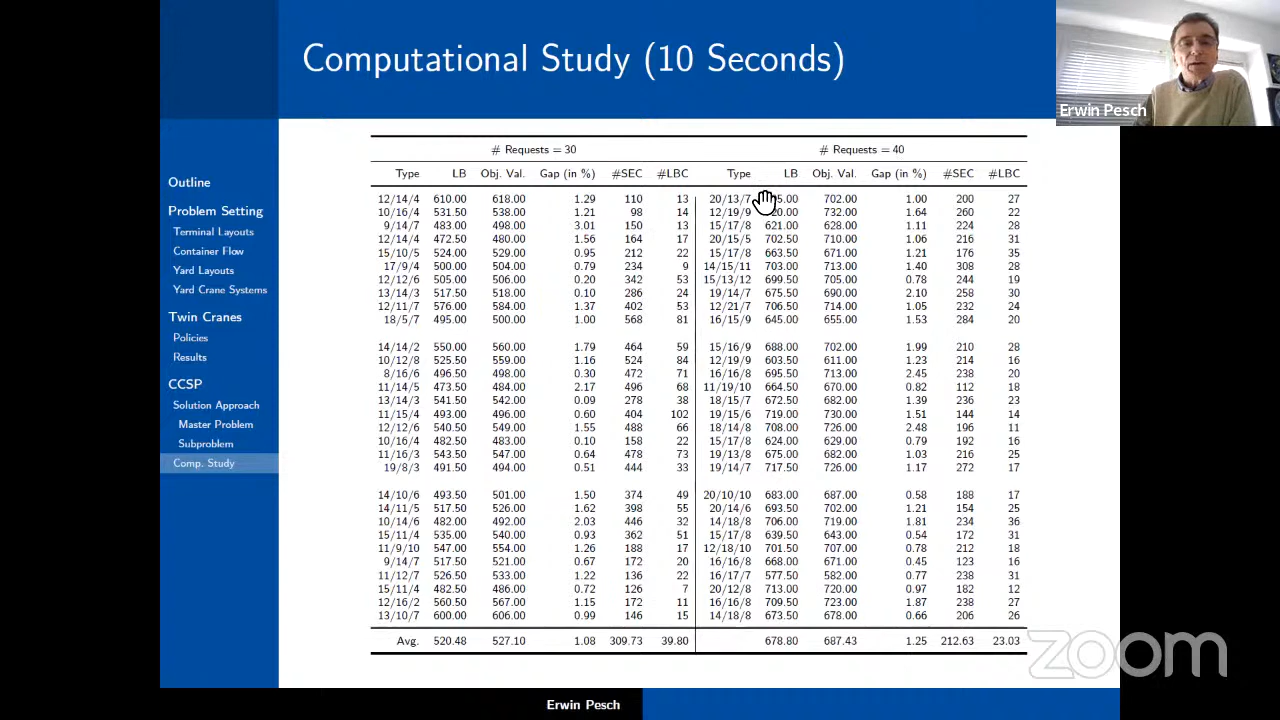 Computational Study (10 Seconds)
Erwin Pesch
Outline
Problem Setting
Terminal Layouts
Container Flow
Yard Layouts
Yard Crane Systems
Twin Cranes
Policies
Results
CCSP
Solution Approach
Master Problem
Subproblem
Comp. Study
# Requests = 30 # Requests = 40
Type LB Obj. Val. Gap (in %) #SEC #LBC Type LB Obj. Val. Gap (in %) #SEC #LBC
12/14/4 610.00 618.00 1.29 110 13 20/13/7 702.00 1.00 200 27
10/16/4 531.50 538.00 1.21 98 14 12/19/9 732.00 1.64 260 22
9/14/7 483.00 498.00 3.01 150 13 15/17/8 621.00 628.00 1.11 224 28
12/14/4 472.50 480.00 1.56 164 17 20/15/5 702.50 710.00 1.06 216 31
15/10/5 524.00 529.00 0.95 212 22 15/17/8 663.50 671.00 1.21 176 35
17/9/4 500.00 504.00 0.79 234 9 14/15/11 703.00 713.00 1.40 308 28
12/12/6 505.00 506.00 0.20 342 53 15/13/12 699.50 705.00 0.78 244 19
13/14/3 517.50 518.00 0.10 286 24 19/14/7 675.50 690.00 2.10 258 30
12/11/7 576.00 584.00 1.37 402 53 12/21/7 706.50 714.00 1.05 232 24
18/5/7 495.00 500.00 1.00 568 81 16/15/9 645.00 655.00 1.53 284 20
14/14/2 550.00 560.00 1.79 464 59 15/16/9 688.00 702.00 1.99 210 28
10/12/8 525.50 559.00 1.16 524 84 12/19/9 603.50 611.00 1.23 214 16
8/16/6 496.50 498.00 0.30 472 71 16/16/8 695.50 713.00 2.45 238 20
11/14/5 473.50 484.00 2.17 496 68 11/19/10 664.50 670.00 0.82 112 18
13/14/3 541.50 542.00 0.09 278 38 18/15/7 672.50 682.00 1.39 236 23
11/15/4 493.00 496.00 0.60 404 102 19/15/6 719.00 730.00 1.51 144 14
12/12/6 540.50 549.00 1.55 488 66 18/14/8 708.00 726.00 2.48 196 11
10/16/4 482.50 483.00 0.10 158 22 15/17/8 624.00 629.00 0.79 192 16
11/16/3 543.50 547.00 0.64 478 73 19/13/8 675.00 682.00 1.03 216 25
19/8/3 491.50 494.00 0.51 444 33 19/14/7 717.50 726.00 1.17 272 17
14/10/6 493.50 501.00 1.50 374 49 20/10/10 683.00 687.00 0.58 188 17
14/11/5 517.50 526.00 1.62 398 55 20/14/6 693.50 702.00 1.21 154 25
10/14/6 482.00 492.00 2.03 446 32 14/18/8 706.00 719.00 1.81 234 36
15/11/4 535.00 540.00 0.93 362 51 15/17/8 639.50 643.00 0.54 172 31
11/9/10 547.00 554.00 1.26 188 17 12/18/10 701.50 707.00 0.78 212 18
9/14/7 517.50 521.00 0.67 172 20 16/16/8 668.00 671.00 0.45 123 16
11/12/7 526.50 533.00 1.22 136 22 16/17/7 577.50 582.00 0.77 238 31
15/11/4 482.50 486.00 0.72 126 7 20/12/8 713.00 720.00 0.97 182 12
12/16/2 560.50 567.00 1.15 172 11 16/16/8 709.50 723.00 1.87 238 27
13/10/7 600.00 606.00 0.99 146 15 14/18/8 673.50 678.00 0.66 206 26
Avg. 520.48 527.10 1.08 309.73 39.80 678.80 687.43 1.25 212.63 23.03
zoom
Erwin Pesch